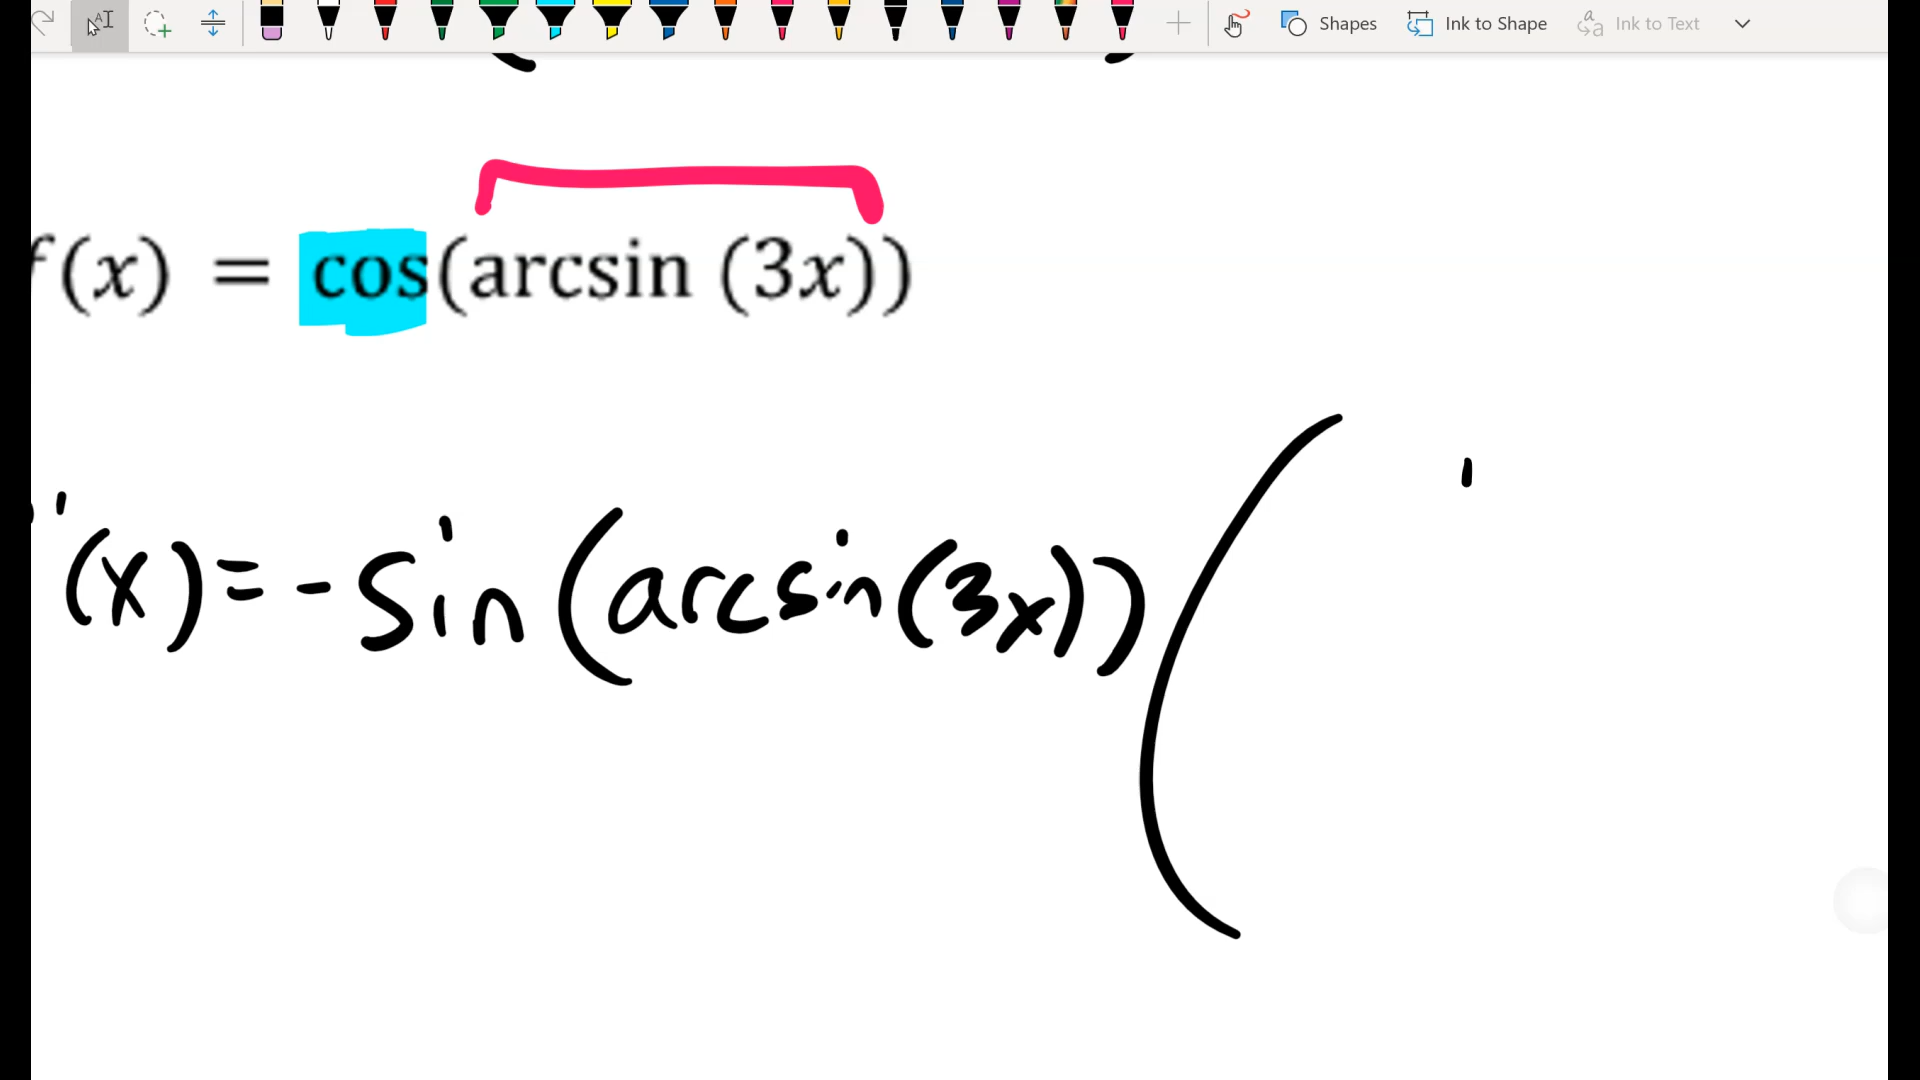 Shapes Ink to Shape Ink to Text
f(x) = cos(arcsin (3x))
'(x) = - sin(arcsin(3x)) (